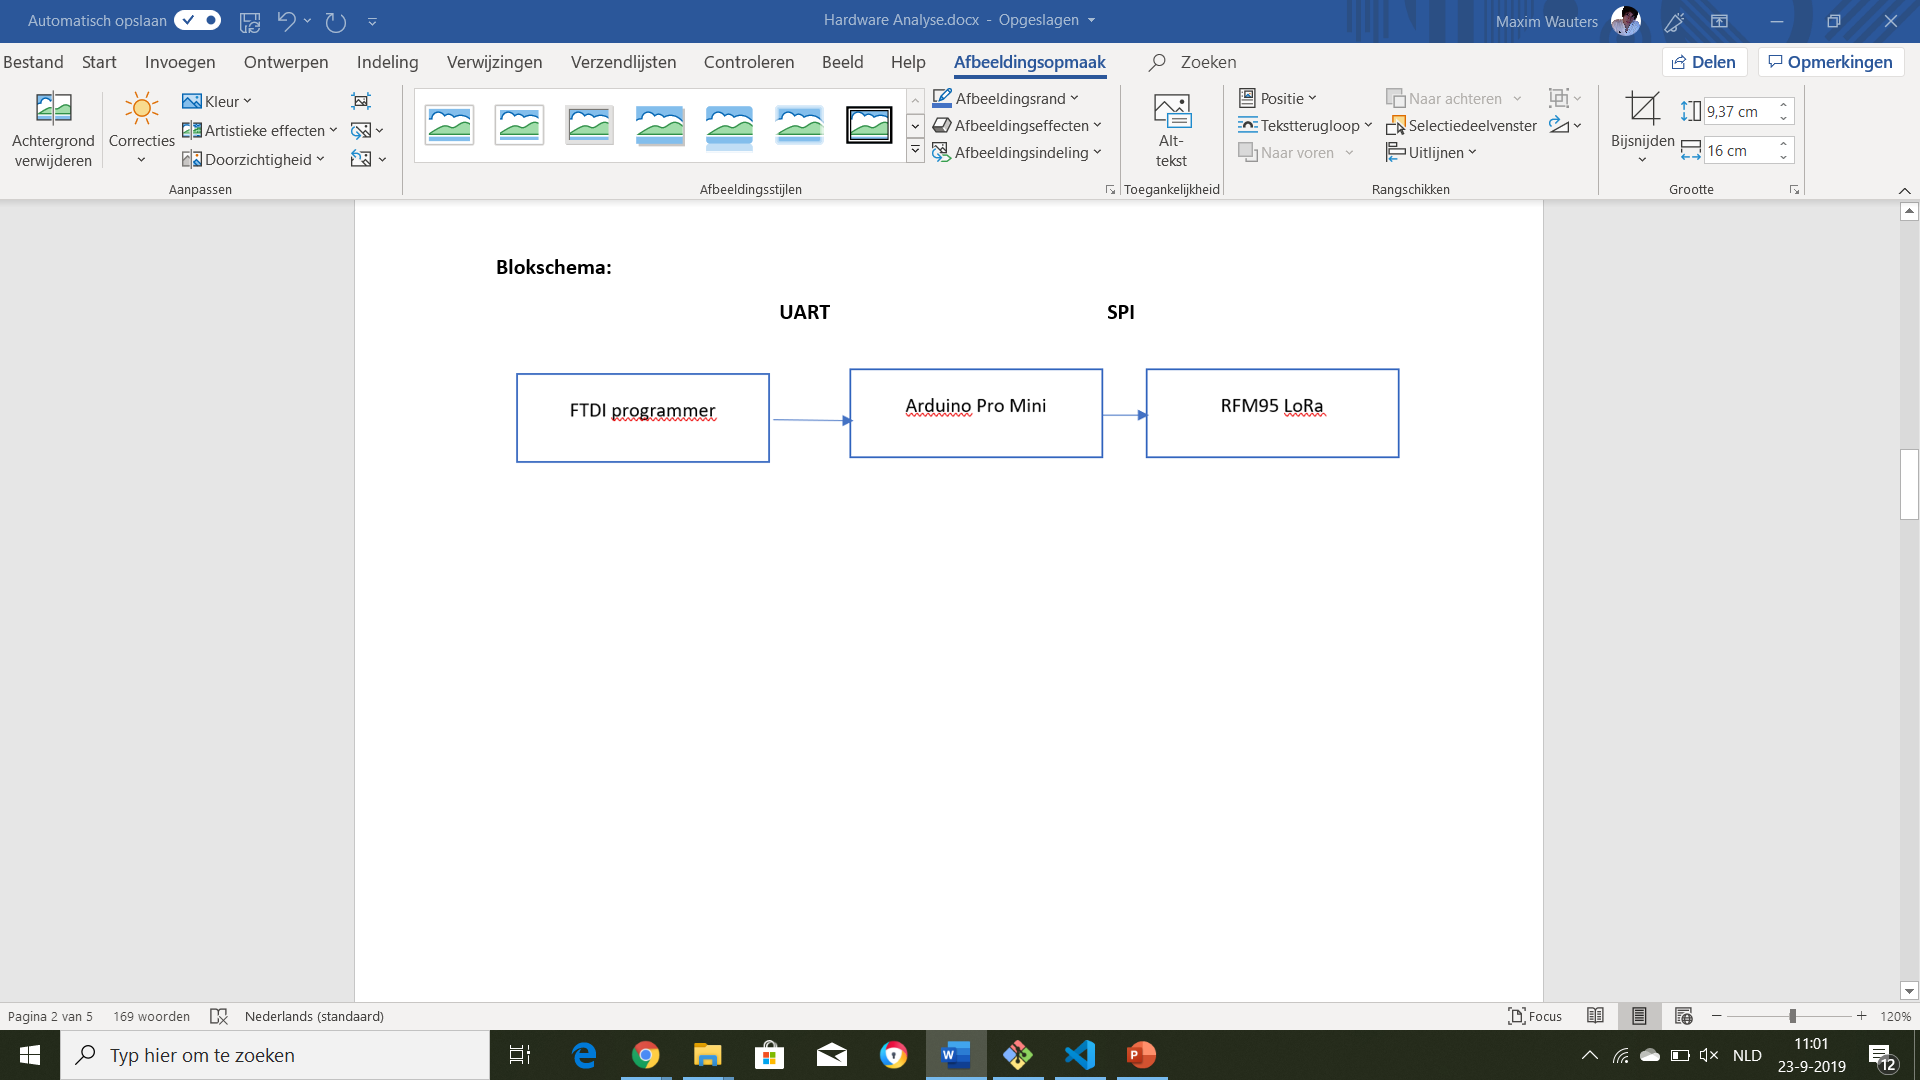 Automatisch opslaan
Hardware Analyse.docx - Opgeslagen
Maxim Wauters
Bestand Start Invoegen Ontwerpen Indeling Verwijzingen Verzendlijsten Controleren Beeld Help Afbeeldingsopmaak Zoeken Delen Opmerkingen
Achtergrond verwijderen
Correcties
Kleur
Artistieke effecten
Doorzichtigheid
Aanpassen
Afbeeldingsstijlen
Afbeeldingsrand
Afbeeldingseffecten
Afbeeldingsindeling
Alt-
tekst
Toegankelijkheid
Positie
Tekstterugloop
Naar voren
Naar achteren
Selectiedeelvenster
Uitlijnen
Rangschikken
Bijsnijden
9,37 cm
16 cm
Grootte
Blokschema:
UART SPI
FTDI programmer
Arduino Pro Mini
RFM95 LoRa
Pagina 2 van 5 169 woorden Nederlands (standaard)
Focus
120%
Typ hier om te zoeken
NLD
11:01
23-9-2019
12